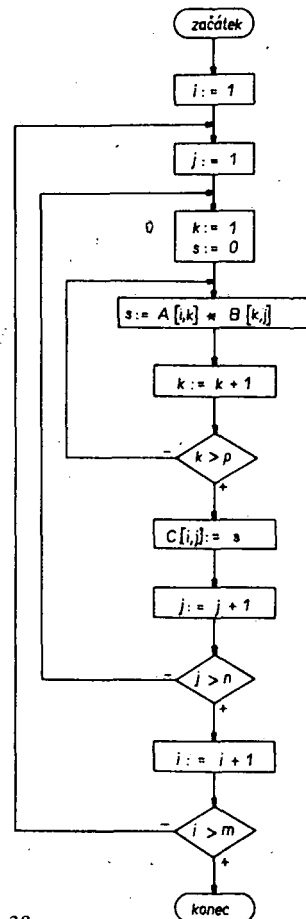 začátek
i := 1
j := 1
0
k := 1
s := 0
s := A [i,k] * B [k,j]
k := k + 1
k > p
−
+
C[i,j] := s
j := j + 1
j > n
−
+
i := i + 1
i > m
−
+
konec